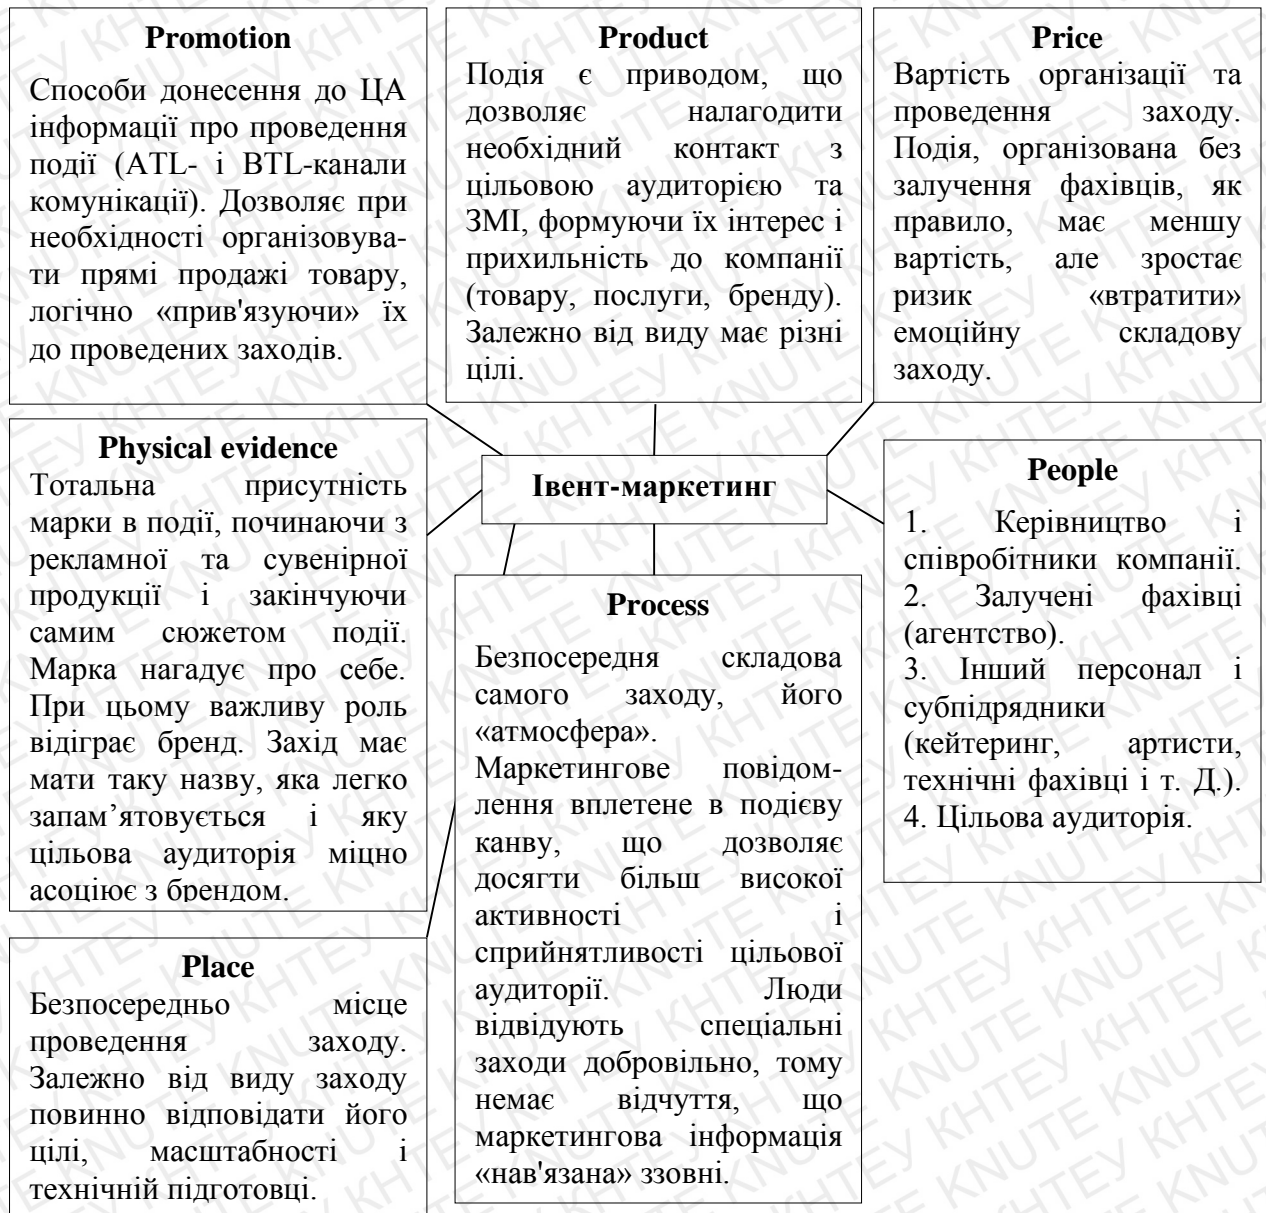 Promotion
Способи донесення до ЦА
інформації про проведення
події (ATL- і BTL-канали
комунікації). Дозволяє при
необхідності організовува-
ти прямі продажі товару,
логічно «прив'язуючи» їх
до проведених заходів.
Product
Подія є приводом, що
дозволяє налагодити
необхідний контакт з
цільовою аудиторією та
ЗМІ, формуючи їх інтерес і
прихильність до компанії
(товару, послуги, бренду).
Залежно від виду має різні
цілі.
Price
Вартість організації та
проведення заходу.
Подія, організована без
залучення фахівців, як
правило, має меншу
вартість, але зростає
ризик «втратити»
емоційну складову
заходу.
Physical evidence
Тотальна присутність
марки в події, починаючи з
рекламної та сувенірної
продукції і закінчуючи
самим сюжетом події.
Марка нагадує про себе.
При цьому важливу роль
відіграє бренд. Захід має
мати таку назву, яка легко
запам’ятовується і яку
цільова аудиторія міцно
асоціює з брендом.
Івент-маркетинг
People
1. Керівництво і
співробітники компанії.
2. Залучені фахівці
(агентство).
3. Інший персонал і
субпідрядники
(кейтеринг, артисти,
технічні фахівці і т. Д.).
4. Цільова аудиторія.
Process
Безпосередня складова
самого заходу, його
«атмосфера».
Маркетингове повідом-
лення вплетене в подієву
канву, що дозволяє
досягти більш високої
активності і
сприйнятливості цільової
аудиторії. Люди
відвідують спеціальні
заходи добровільно, тому
немає відчуття, що
маркетингова інформація
«нав'язана» ззовні.
Place
Безпосередньо місце
проведення заходу.
Залежно від виду заходу
повинно відповідати його
цілі, масштабності і
технічній підготовці.